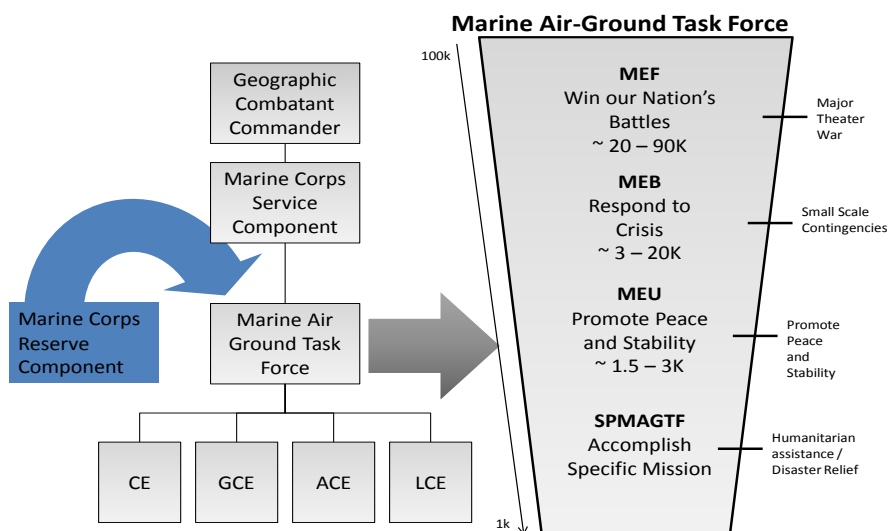 Marine Air-Ground Task Force
100k
Geographic
Combatant
Commander
Marine Corps
Service
Component
Marine Corps
Reserve
Component
Marine Air
Ground Task
Force
CE
GCE
ACE
LCE
MEF
Win our Nation's
Battles
~ 20 – 90K
MEB
Respond to
Crisis
~ 3 – 20K
MEU
Promote Peace
and Stability
~ 1.5 – 3K
SPMAGTF
Accomplish
Specific Mission
1k
Major
Theater
War
Small Scale
Contingencies
Promote
Peace
and
Stability
Humanitarian
assistance /
Disaster Relief